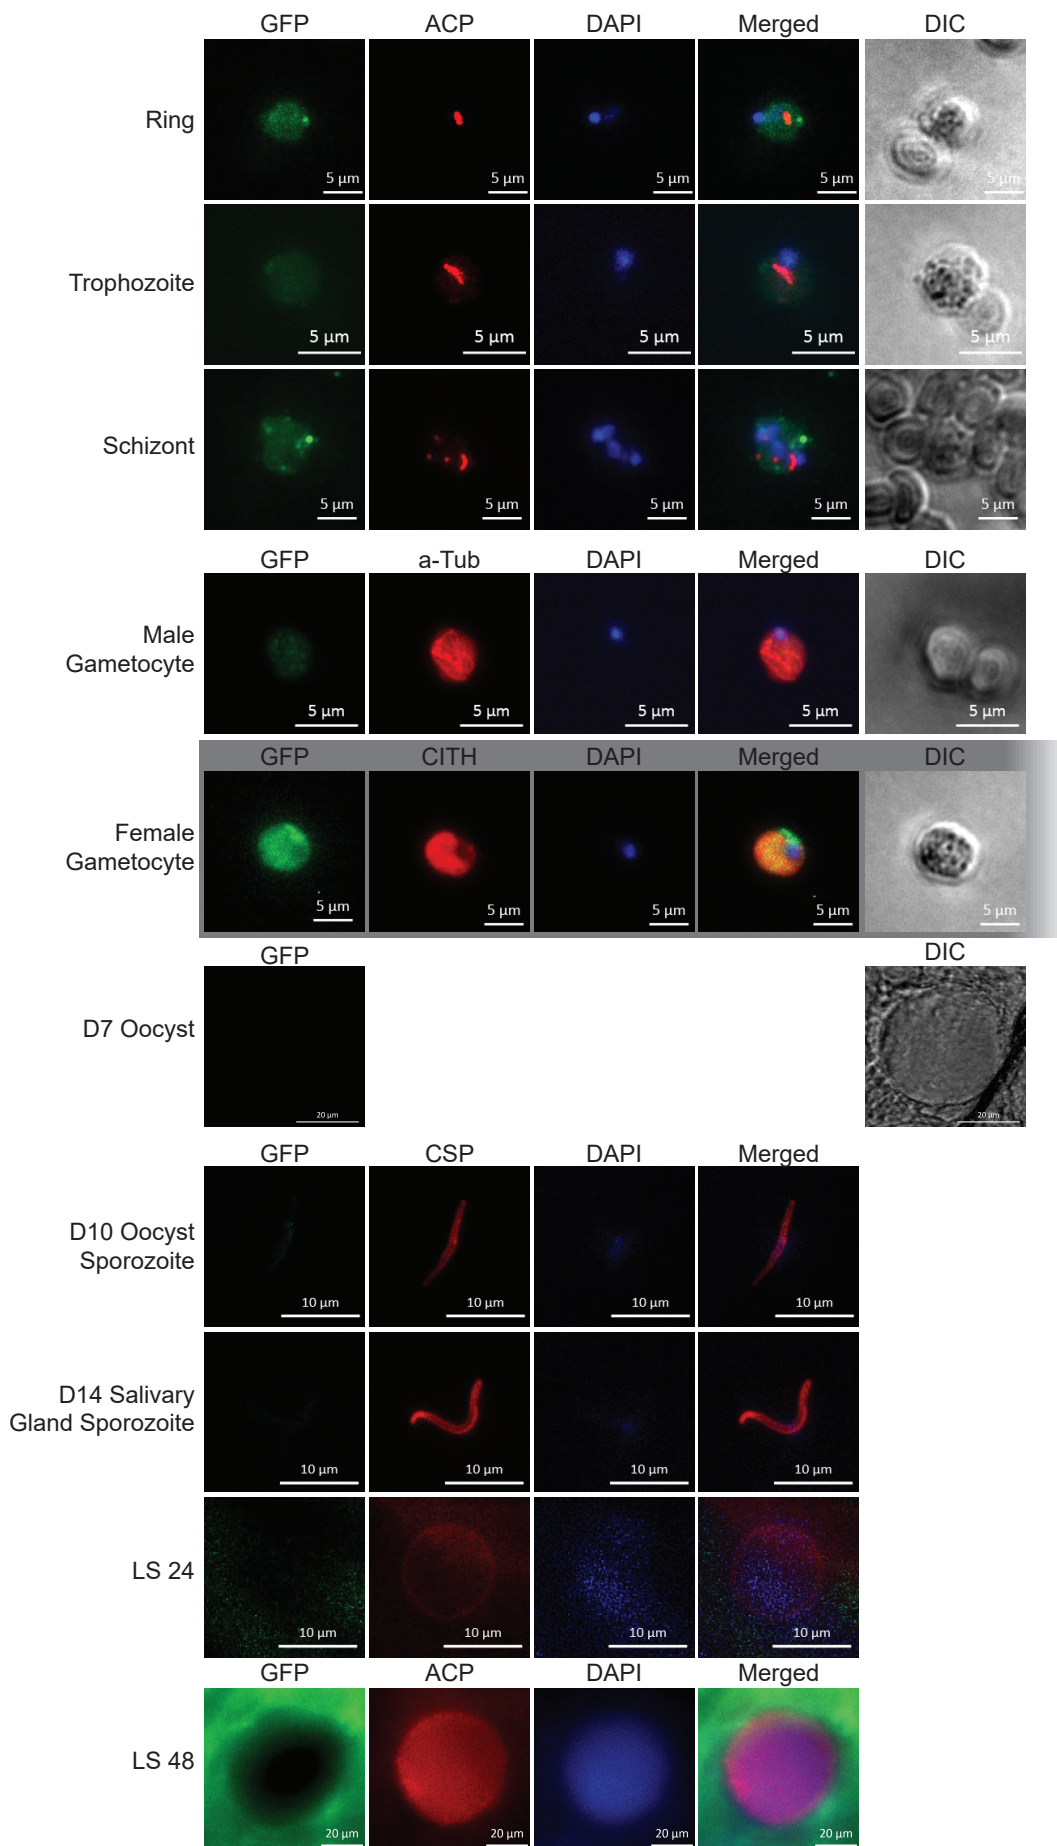 GFP ACP DAPI Merged DIC
Ring
5 µm 5 µm 5 µm 5 µm 5 µm
Trophozoite
5 µm 5 µm 5 µm 5 µm 5 µm
Schizont
5 µm 5 µm 5 µm 5 µm 5 µm
GFP a-Tub DAPI Merged DIC
Male
Gametocyte
5 µm 5 µm 5 µm 5 µm 5 µm
GFP CITH DAPI Merged DIC
Female
Gametocyte
5 µm 5 µm 5 µm 5 µm 5 µm
GFP DIC
D7 Oocyst
20 µm 20 µm
GFP CSP DAPI Merged
D10 Oocyst
Sporozoite
10 µm 10 µm 10 µm 10 µm
D14 Salivary
Gland Sporozoite
10 µm 10 µm 10 µm 10 µm
LS 24
10 µm 10 µm 10 µm 10 µm
GFP ACP DAPI Merged
LS 48
20 µm 20 µm 20 µm 20 µm